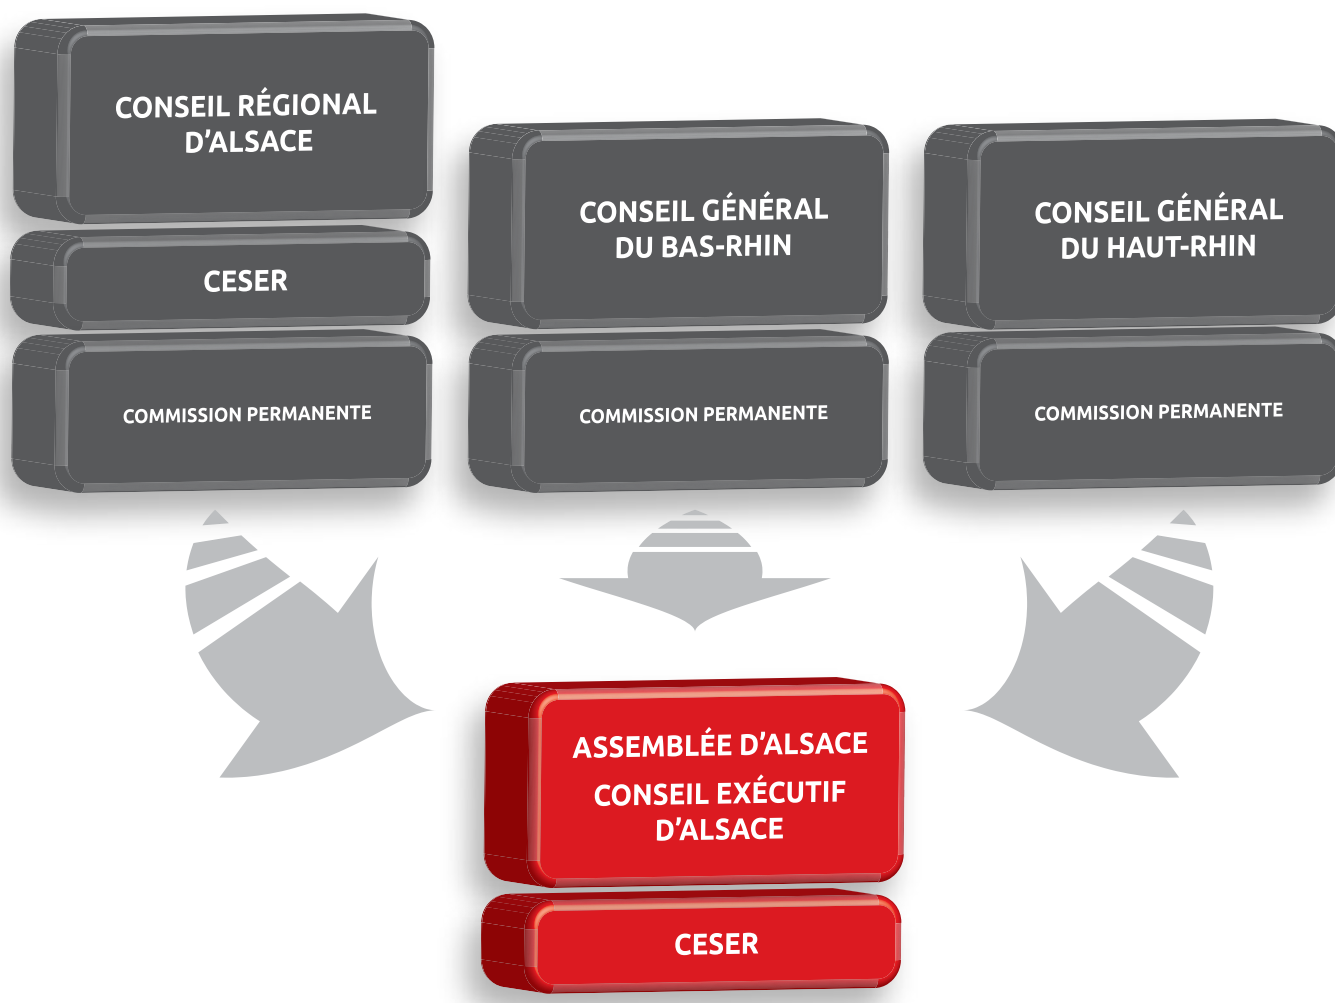 CONSEIL RÉGIONAL
D'ALSACE
CESER
COMMISSION PERMANENTE
CONSEIL GÉNÉRAL
DU BAS-RHIN
COMMISSION PERMANENTE
CONSEIL GÉNÉRAL
DU HAUT-RHIN
COMMISSION PERMANENTE
ASSEMBLÉE D'ALSACE
CONSEIL EXÉCUTIF
D'ALSACE
CESER